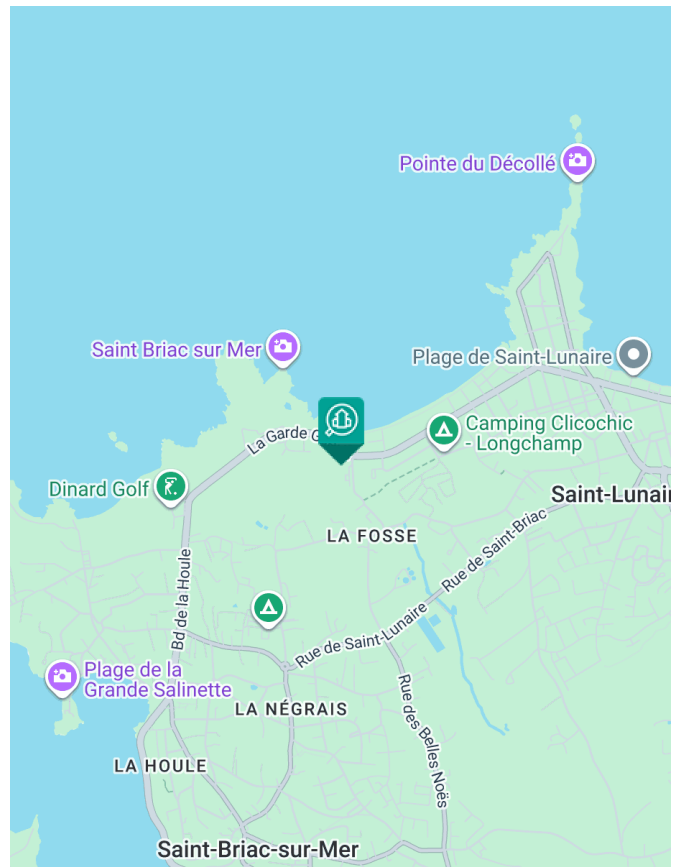 Pointe du Décollé
Saint Briac sur Mer
Plage de Saint-Lunaire
La Garde G
Camping Clicochic
- Longchamp
Dinard Golf
Saint-Lunair
LA FOSSE
Rue de Saint-Briac
Bd de la Houle
Rue de Saint-Lunaire
Plage de la
Grande Salinette
LA NÉGRAIS
Rue des Belles Noës
LA HOULE
Saint-Briac-sur-Mer